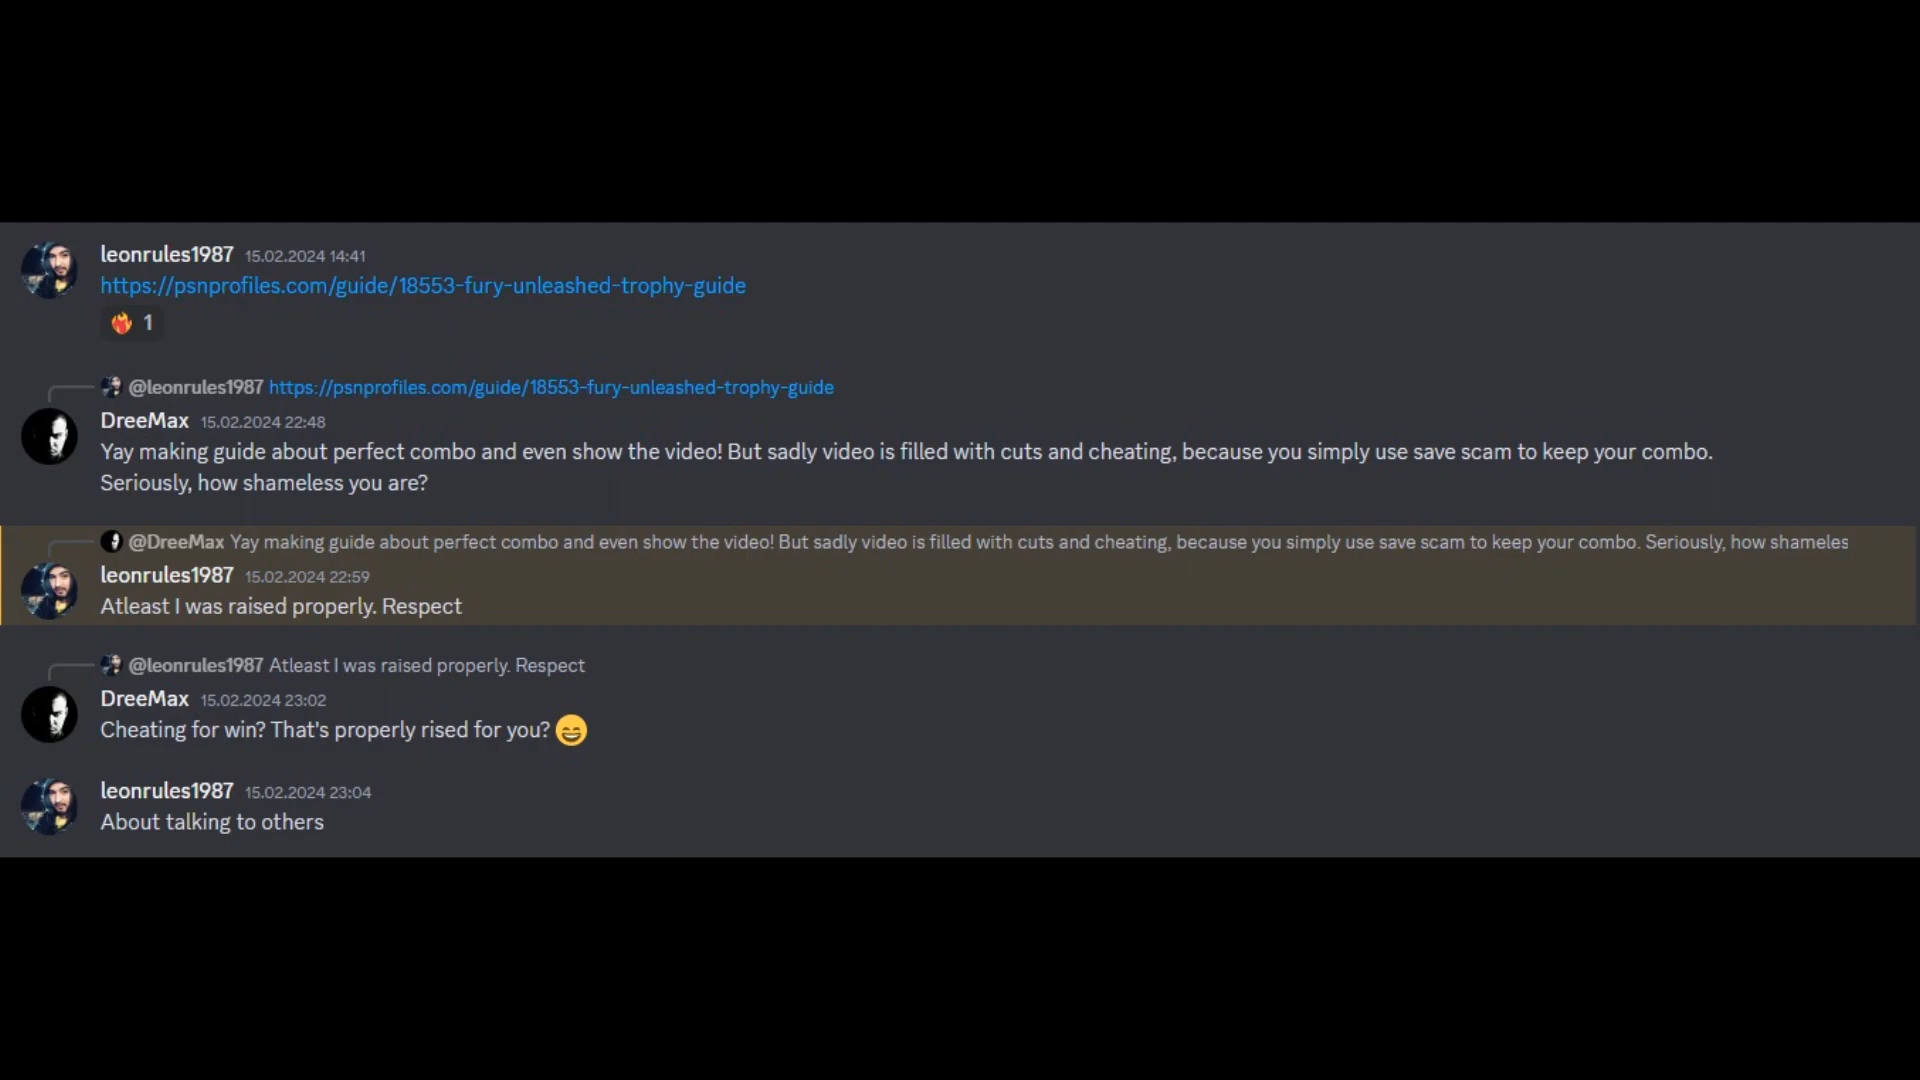 leonrules1987 15.02.2024 14:41
https://psnprofiles.com/guide/18553-fury-unleashed-trophy-guide
🔥 1
@leonrules1987 https://psnprofiles.com/guide/18553-fury-unleashed-trophy-guide
DreeMax 15.02.2024 22:48
Yay making guide about perfect combo and even show the video! But sadly video is filled with cuts and cheating, because you simply use save scam to keep your combo.
Seriously, how shameless you are?
@DreeMax Yay making guide about perfect combo and even show the video! But sadly video is filled with cuts and cheating, because you simply use save scam to keep your combo. Seriously, how shameles
leonrules1987 15.02.2024 22:59
Atleast I was raised properly. Respect
@leonrules1987 Atleast I was raised properly. Respect
DreeMax 15.02.2024 23:02
Cheating for win? That's properly rised for you? 😄
leonrules1987 15.02.2024 23:04
About talking to others